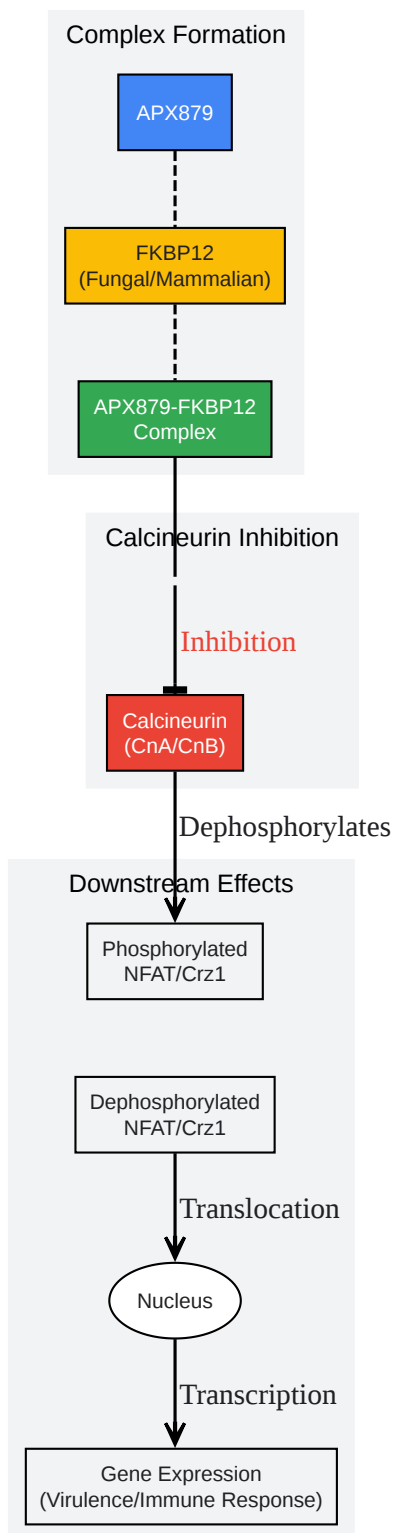 Complex Formation
APX879
FKBP12
(Fungal/Mammalian)
APX879-FKBP12
Complex
Calcineurin Inhibition
Inhibition
Calcineurin
(CnA/CnB)
Dephosphorylates
Downstream Effects
Phosphorylated
NFAT/Crz1
Dephosphorylated
NFAT/Crz1
Translocation
Nucleus
Transcription
Gene Expression
(Virulence/Immune Response)